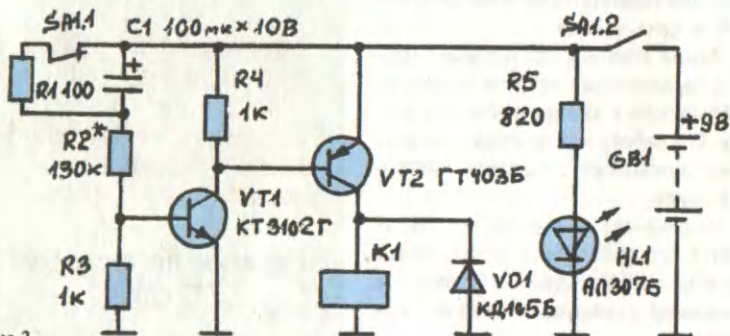 SA1.1
C1 100мк×10В
SA1.2
R1 100
R4
1к
R5
820
+9В
GB1
R2*
130к
VT2 ГТ403Б
VT1
КТ3102Г
R3
1к
K1
VD1
КД105Б
HL1
АЛ307Б